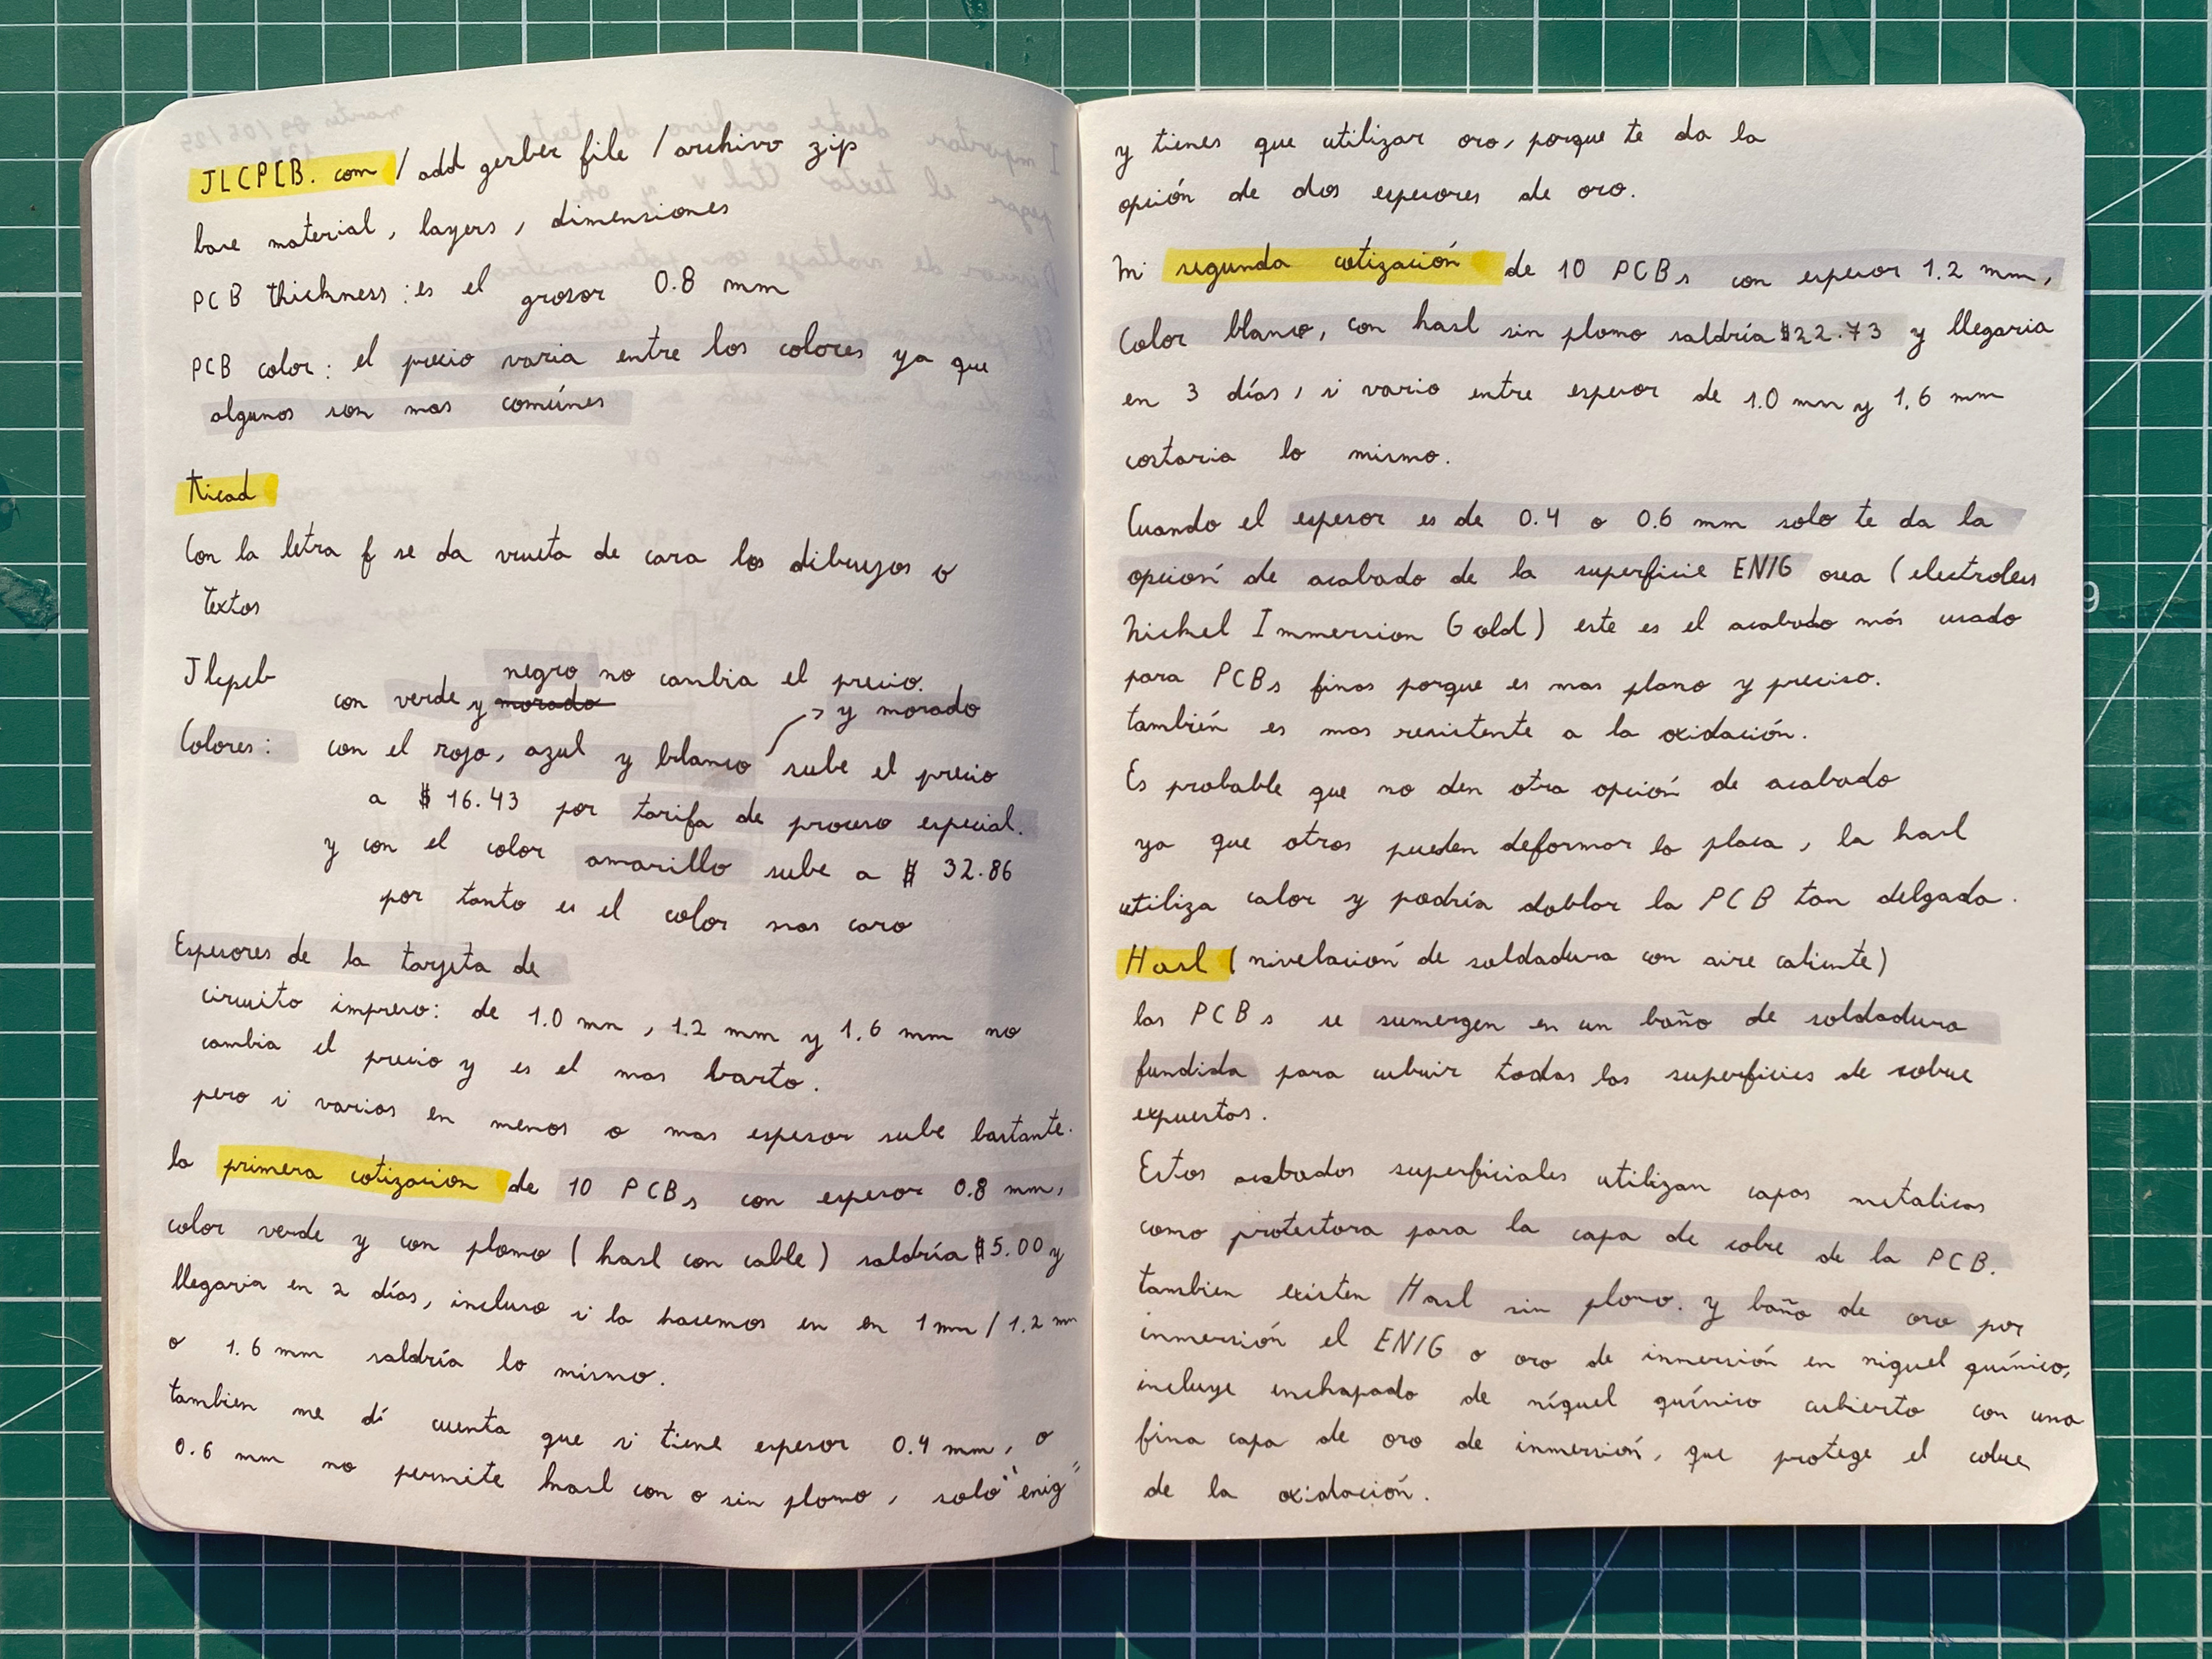 JLCPCB.com / add gerber file / archivo zip
base material, layers, dimensiones
PCB thickness: es el grosor 0.8 mm
PCB color: el precio varia entre los colores ya que
algunos son mas comúnes
Kicad
Con la letra f se da vuelta de cara los dibujos o
textos
Jlcpcb
negro no cambia el precio.
con verde y morado
y morado
Colores: con el rojo, azul y blanco sube el precio
a $ 16.43 por tarifa de proceso especial.
y con el color amarillo sube a $ 32.86
por tanto es el color mas caro
Espesores de la tarjeta de
circuito impreso: de 1.0 mm, 1.2 mm y 1.6 mm no
cambia el precio y es el mas barto.
pero si varias en menos o mas espesor sube bastante.
la primera cotizacion de 10 PCBs con espesor 0.8 mm,
color verde y con plomo (hasl con cable) saldría $5.00 y
llegaria en 2 días, incluso si la hacemos en en 1mm/1.2 mm
o 1.6 mm saldría lo mismo.
tambien me dí cuenta que si tiene espesor 0.4 mm, o
0.6 mm no permite hasl con o sin plomo, solo "enig"
y tienes que utilizar oro, porque te da la
opción de dos espesores de oro.
Mi segunda cotización de 10 PCBs con espesor 1.2 mm,
Color blanco, con hasl sin plomo saldría $22.73 y llegaria
en 3 días, si vario entre espesor de 1.0 mm y 1.6 mm
costaria lo mismo.
Cuando el espesor es de 0.4 o 0.6 mm solo te da la
opción de acabado de la superficie ENIG osea (electroless
Nickel Immersion Gold) este es el acabado más usado
para PCBs finas porque es mas plano y preciso.
también es mas resistente a la oxidación.
Es probable que no den otra opción de acabado
ya que otros pueden deformar la placa, la hasl
utiliza calor y podría doblar la PCB tan delgada.
Hasl (nivelación de soldadura con aire caliente)
las PCBs se sumergen en un baño de soldadura
fundida para cubrir todas las superficies de cobre
expuestas.
Estos acabados superficiales utilizan capas metalicas
como protectora para la capa de cobre de la PCB.
tambien existen Hasl sin plomo. y baño de oro por
inmersión el ENIG o oro de inmersión en niquel químico,
incluye enchapado de níquel químico cubierto con una
fina capa de oro de inmersión, que protege el cobre
de la oxidación.
9